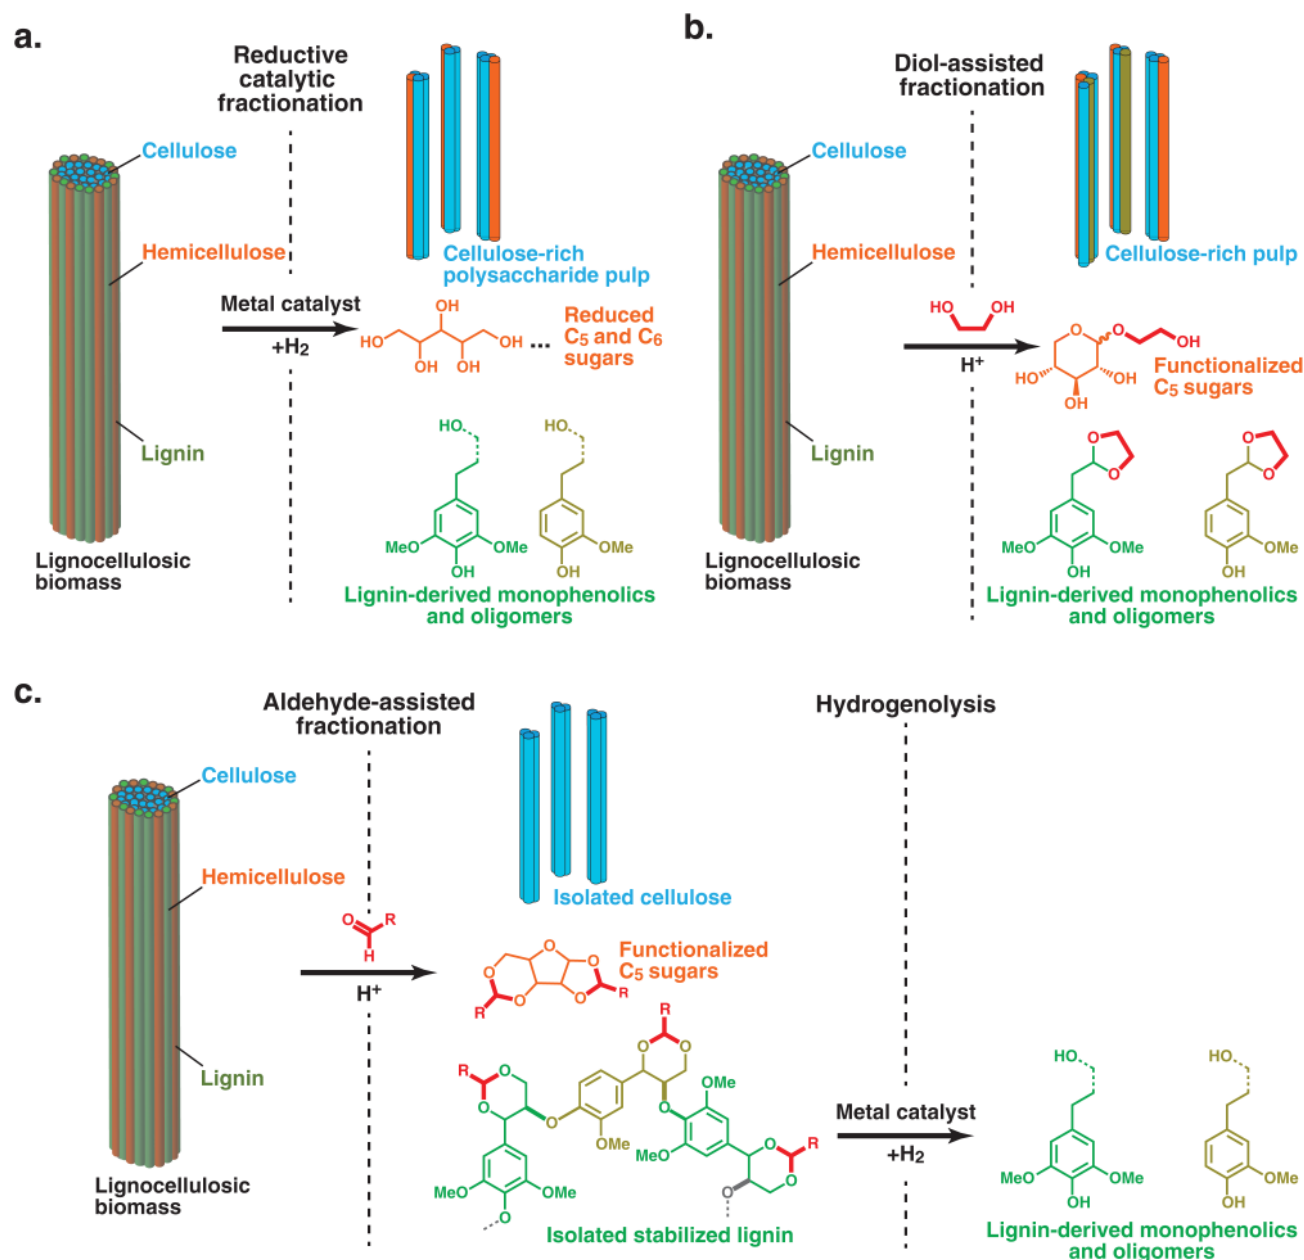 a.
Reductive
catalytic
fractionation
Cellulose
Hemicellulose
Lignin
Lignocellulosic
biomass
Metal catalyst
+H2
Cellulose-rich
polysaccharide pulp
OH
OH
HO
OH
OH
OH
...
Reduced
C5 and C6
sugars
HO
MeO
OMe
OH
HO
OMe
OH
Lignin-derived monophenolics
and oligomers
b.
Diol-assisted
fractionation
Cellulose
Hemicellulose
Lignin
Lignocellulosic
biomass
HO
OH
H+
Cellulose-rich pulp
O
O
OH
HO
OH
OH
Functionalized
C5 sugars
O
O
MeO
OMe
OH
O
O
OMe
OH
Lignin-derived monophenolics
and oligomers
c.
Aldehyde-assisted
fractionation
Cellulose
Hemicellulose
Lignin
Lignocellulosic
biomass
O
R
H
H+
Isolated cellulose
O
O
O
O
O
R
R
Functionalized
C5 sugars
R
O
O
R
O
O
O
OMe
O
OMe
MeO
O
R
O
O
MeO
OMe
O
Isolated stabilized lignin
Hydrogenolysis
Metal catalyst
+H2
HO
MeO
OMe
OH
HO
OMe
OH
Lignin-derived monophenolics
and oligomers